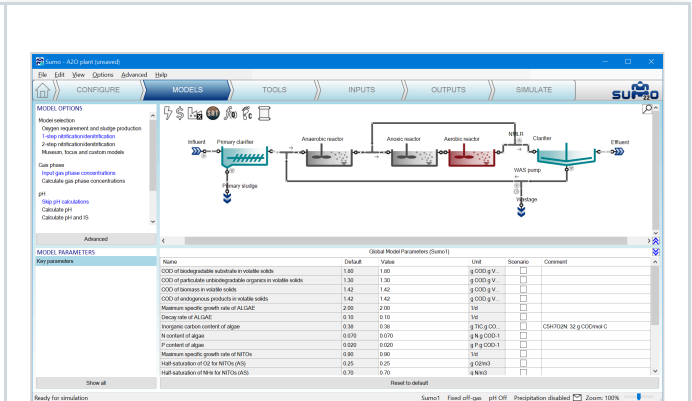 Sumo - A2O plant (unsaved)
File Edit View Options Advanced Help
CONFIGURE MODELS TOOLS INPUTS OUTPUTS SIMULATE
SUMO
MODEL OPTIONS
Model selection
Oxygen requirement and sludge production
1-step nitrification/denitrification
2-step nitrification/denitrification
Museum, focus and custom models
Gas phase
Input gas phase concentrations
Calculate gas phase concentrations
pH
Skip pH calculations
Calculate pH
Calculate pH and IS
Advanced
Influent Primary clarifier Anaerobic reactor Anoxic reactor Aerobic reactor NMLR Clarifier Effluent
WAS pump
Primary sludge
Wastage
MODEL PARAMETERS
Key parameters
Show all
Global Model Parameters (Sumo1)
Name Default Value Unit Scenario Comment
COD of biodegradable substrate in volatile solids 1.80 1.80 g COD.g V...
COD of particulate unbiodegradable organics in volatile solids 1.30 1.30 g COD.g V...
COD of biomass in volatile solids 1.42 1.42 g COD.g V...
COD of endogenous products in volatile solids 1.42 1.42 g COD.g V...
Maximum specific growth rate of ALGAE 2.00 2.00 1/d
Decay rate of ALGAE 0.10 0.10 1/d
Inorganic carbon content of algae 0.38 0.38 g TIC.g CO... C5H7O2N: 32 g COD/mol C
N content of algae 0.070 0.070 g N.g COD-1
P content of algae 0.020 0.020 g P.g COD-1
Maximum specific growth rate of NITOs 0.90 0.90 1/d
Half-saturation of O2 for NITOs (AS) 0.25 0.25 g O2/m3
Half-saturation of NHx for NITOs (AS) 0.70 0.70 g N/m3
Reset to default
Ready for simulation Sumo1 Fixed off-gas pH Off Precipitation disabled Zoom: 100%